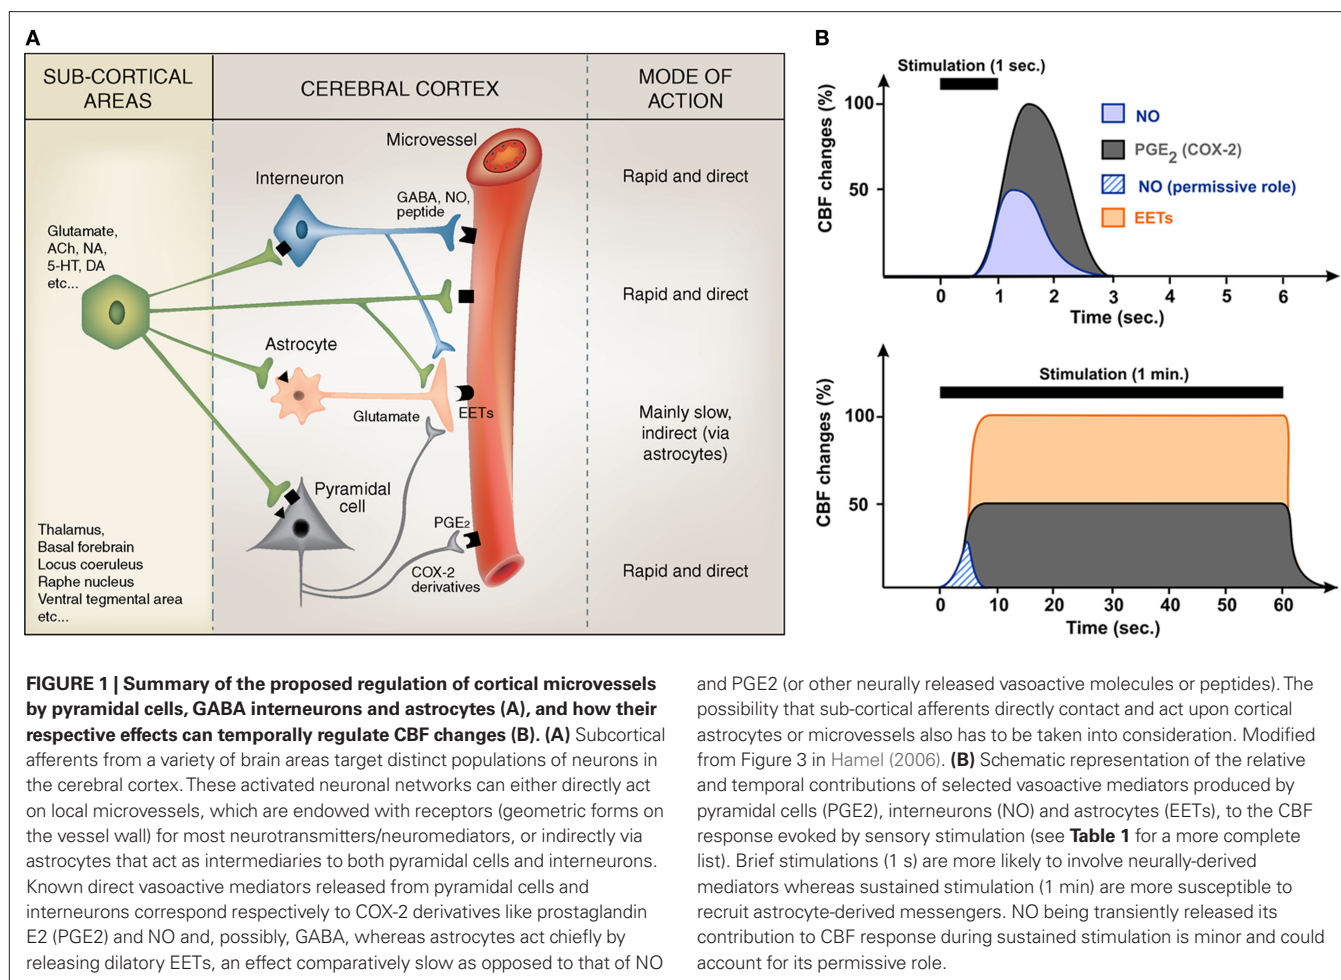 A
SUB-CORTICAL
AREAS
CEREBRAL CORTEX
MODE OF
ACTION
Microvessel
Interneuron
GABA, NO,
peptide
Rapid and direct
Glutamate,
ACh, NA,
5-HT, DA
etc...
Rapid and direct
Astrocyte
Glutamate
EETs
Mainly slow,
indirect (via
astrocytes)
Pyramidal
cell
PGE2
COX-2
derivatives
Rapid and direct
Thalamus,
Basal forebrain
Locus coeruleus
Raphe nucleus
Ventral tegmental area
etc...
B
Stimulation (1 sec.)
CBF changes (%)
100
50
NO
PGE2 (COX-2)
NO (permissive role)
EETs
0 1 2 3 4 5 6
Time (sec.)
Stimulation (1 min.)
CBF changes (%)
100
50
0 10 20 30 40 50 60
Time (sec.)
FIGURE 1 | Summary of the proposed regulation of cortical microvessels
by pyramidal cells, GABA interneurons and astrocytes (A), and how their
respective effects can temporally regulate CBF changes (B). (A) Subcortical
afferents from a variety of brain areas target distinct populations of neurons in
the cerebral cortex. These activated neuronal networks can either directly act
on local microvessels, which are endowed with receptors (geometric forms on
the vessel wall) for most neurotransmitters/neuromediators, or indirectly via
astrocytes that act as intermediaries to both pyramidal cells and interneurons.
Known direct vasoactive mediators released from pyramidal cells and
interneurons correspond respectively to COX-2 derivatives like prostaglandin
E2 (PGE2) and NO and, possibly, GABA, whereas astrocytes act chiefly by
releasing dilatory EETs, an effect comparatively slow as opposed to that of NO
and PGE2 (or other neurally released vasoactive molecules or peptides). The
possibility that sub-cortical afferents directly contact and act upon cortical
astrocytes or microvessels also has to be taken into consideration. Modified
from Figure 3 in Hamel (2006). (B) Schematic representation of the relative
and temporal contributions of selected vasoactive mediators produced by
pyramidal cells (PGE2), interneurons (NO) and astrocytes (EETs), to the CBF
response evoked by sensory stimulation (see Table 1 for a more complete
list). Brief stimulations (1 s) are more likely to involve neurally-derived
mediators whereas sustained stimulation (1 min) are more susceptible to
recruit astrocyte-derived messengers. NO being transiently released its
contribution to CBF response during sustained stimulation is minor and could
account for its permissive role.